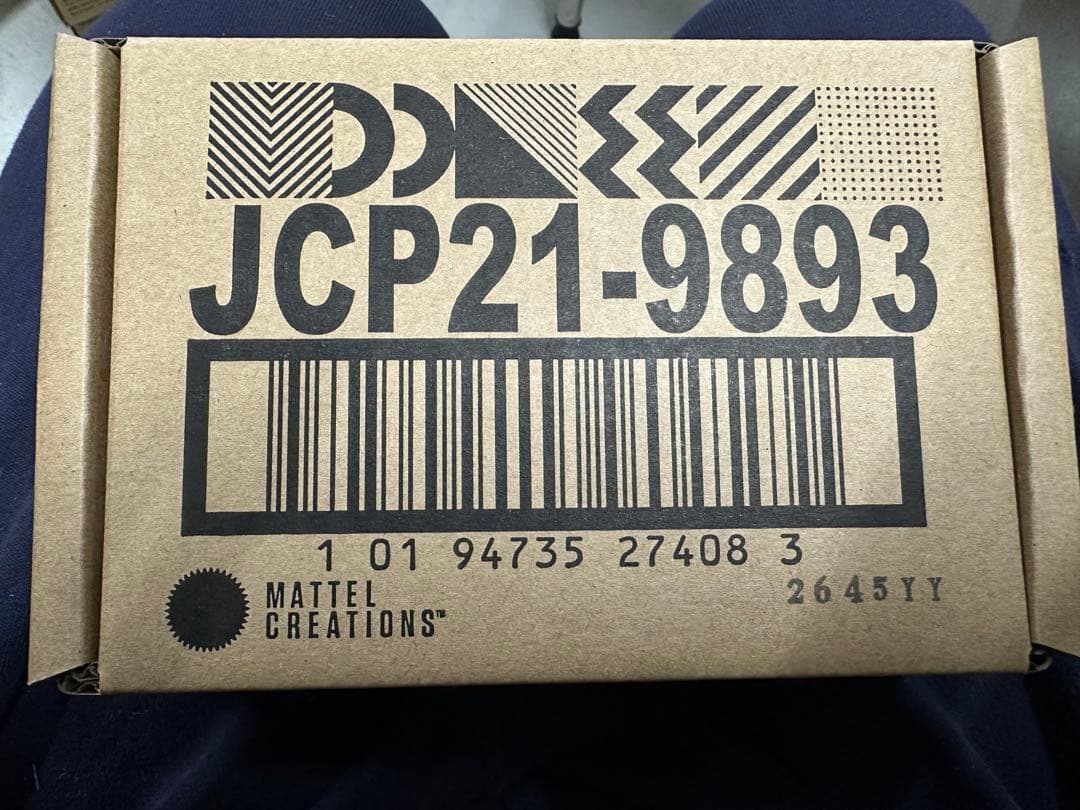 JCP21-9893
1 01 94735 27408 3
2645YY
MATTEL
CREATIONS™